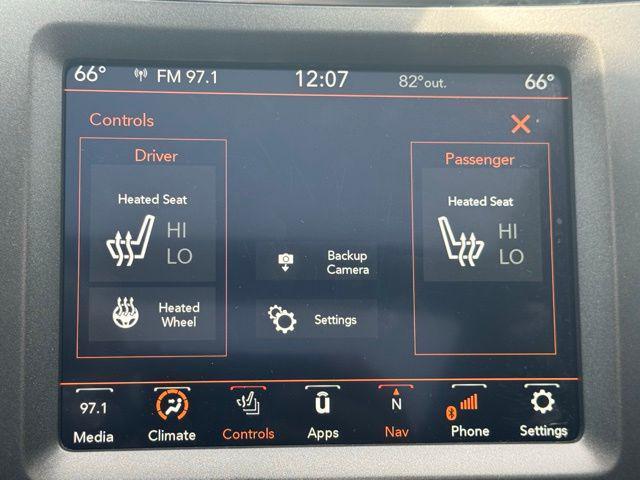 66° FM 97.1 12:07 82°out. 66°
Controls
Driver
Heated Seat
HI
LO
Heated
Wheel
Backup
Camera
Settings
Passenger
Heated Seat
HI
LO
97.1 û N
Media Climate Controls Apps Nav Phone Settings